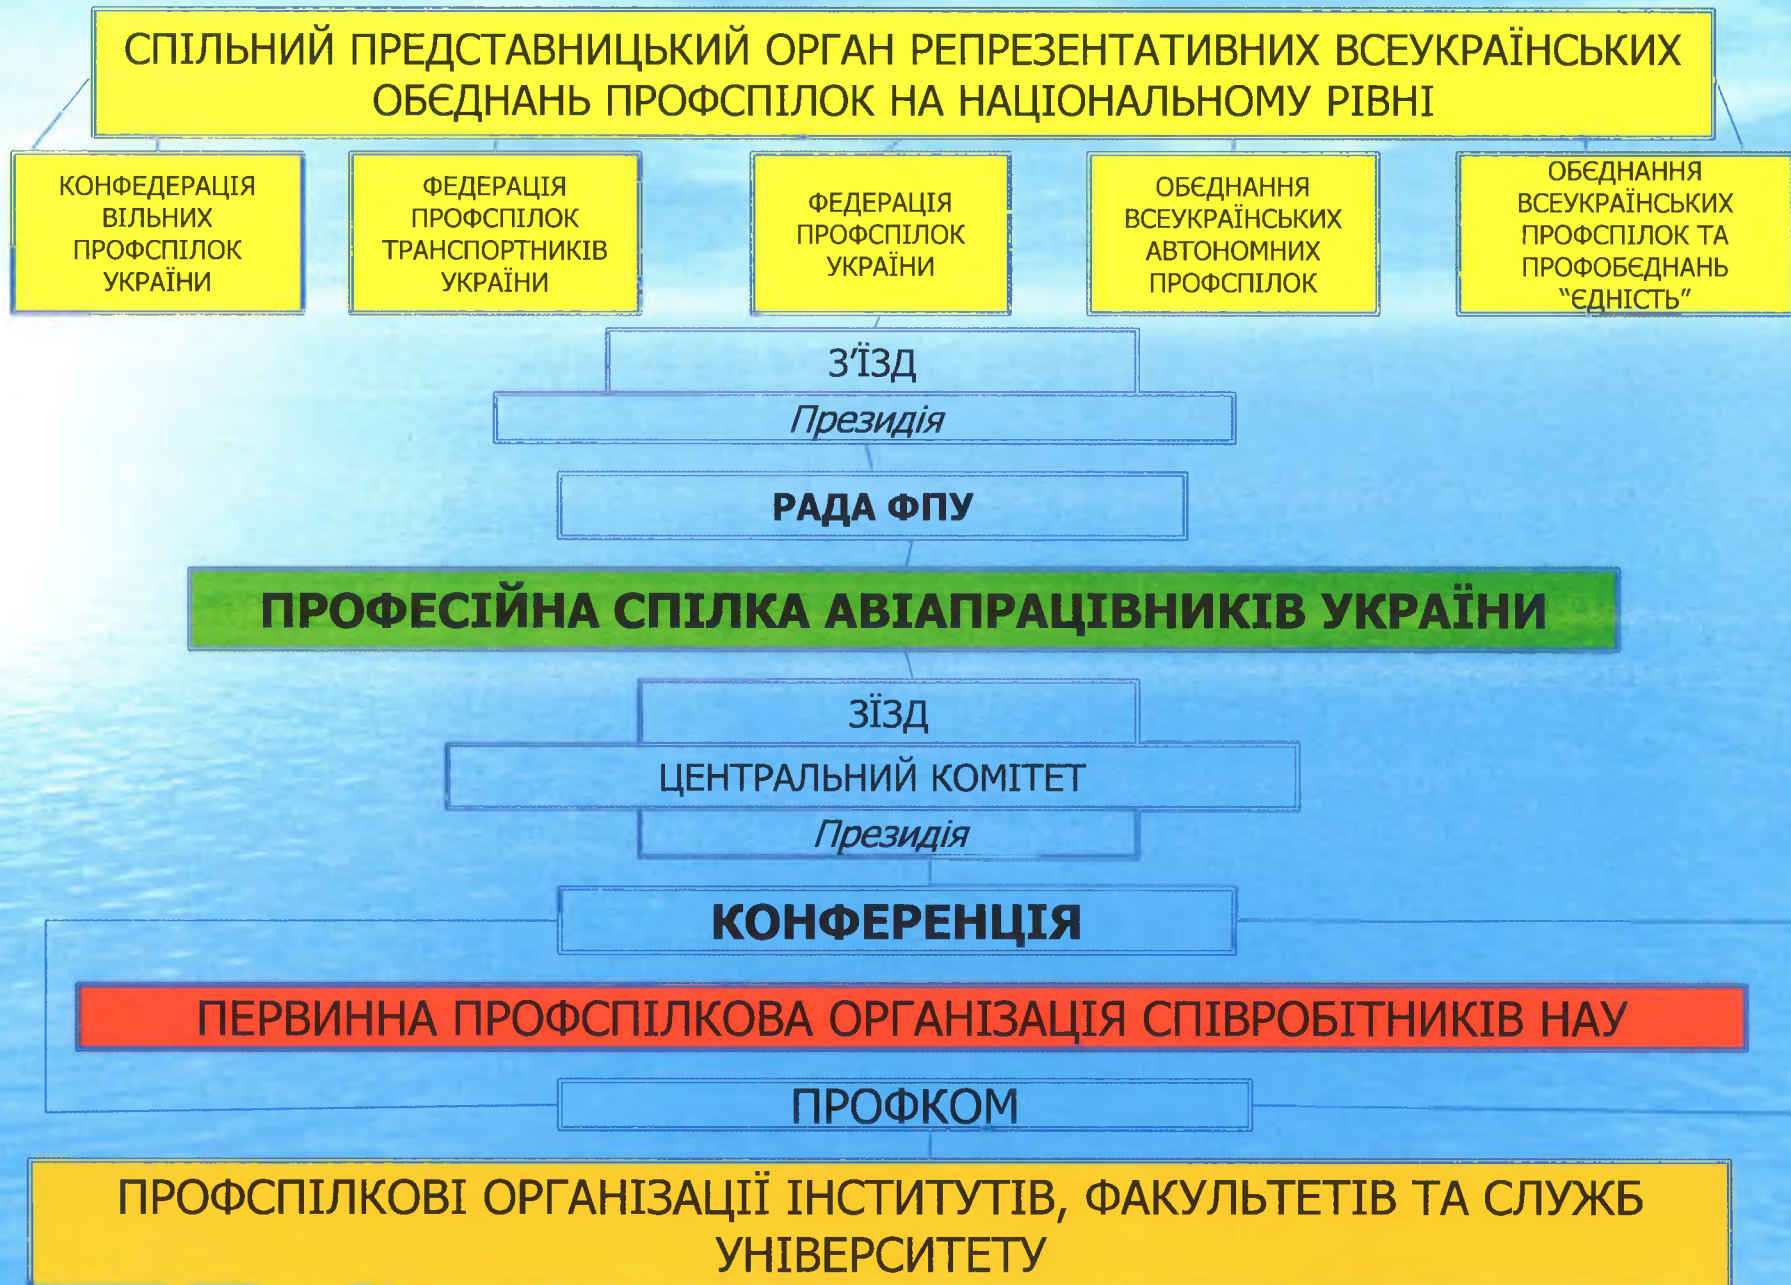 СПІЛЬНИЙ ПРЕДСТАВНИЦЬКИЙ ОРГАН РЕПРЕЗЕНТАТИВНИХ ВСЕУКРАЇНСЬКИХ
ОБЄДНАНЬ ПРОФСПІЛОК НА НАЦІОНАЛЬНОМУ РІВНІ
КОНФЕДЕРАЦІЯ
ВІЛЬНИХ
ПРОФСПІЛОК
УКРАЇНИ
ФЕДЕРАЦІЯ
ПРОФСПІЛОК
ТРАНСПОРТНИКІВ
УКРАЇНИ
ФЕДЕРАЦІЯ
ПРОФСПІЛОК
УКРАЇНИ
ОБЄДНАННЯ
ВСЕУКРАЇНСЬКИХ
АВТОНОМНИХ
ПРОФСПІЛОК
ОБЄДНАННЯ
ВСЕУКРАЇНСЬКИХ
ПРОФСПІЛОК ТА
ПРОФОБЄДНАНЬ
"ЄДНІСТЬ"
З'ЇЗД
Президія
РАДА ФПУ
ПРОФЕСІЙНА СПІЛКА АВІАПРАЦІВНИКІВ УКРАЇНИ
ЗЇЗД
ЦЕНТРАЛЬНИЙ КОМІТЕТ
Президія
КОНФЕРЕНЦІЯ
ПЕРВИННА ПРОФСПІЛКОВА ОРГАНІЗАЦІЯ СПІВРОБІТНИКІВ НАУ
ПРОФКОМ
ПРОФСПІЛКОВІ ОРГАНІЗАЦІЇ ІНСТИТУТІВ, ФАКУЛЬТЕТІВ ТА СЛУЖБ
УНІВЕРСИТЕТУ